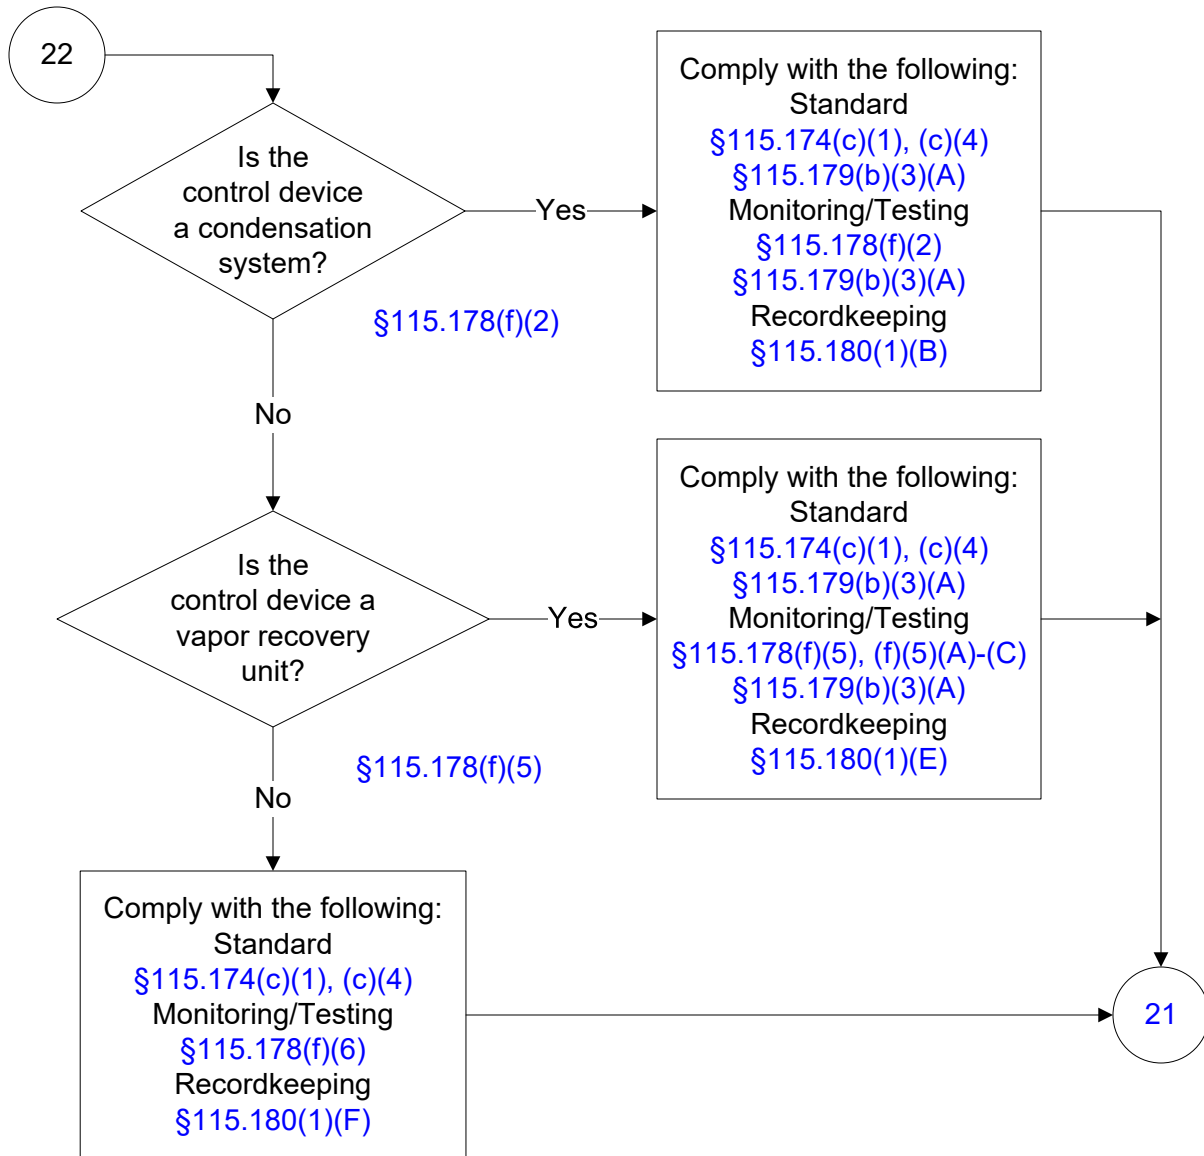 22
Is the
control device
a condensation
system?
Yes
§115.178(f)(2)
Comply with the following:
Standard
§115.174(c)(1), (c)(4)
§115.179(b)(3)(A)
Monitoring/Testing
§115.178(f)(2)
§115.179(b)(3)(A)
Recordkeeping
§115.180(1)(B)
No
Is the
control device a
vapor recovery
unit?
Yes
§115.178(f)(5)
Comply with the following:
Standard
§115.174(c)(1), (c)(4)
§115.179(b)(3)(A)
Monitoring/Testing
§115.178(f)(5), (f)(5)(A)-(C)
§115.179(b)(3)(A)
Recordkeeping
§115.180(1)(E)
No
Comply with the following:
Standard
§115.174(c)(1), (c)(4)
Monitoring/Testing
§115.178(f)(6)
Recordkeeping
§115.180(1)(F)
21